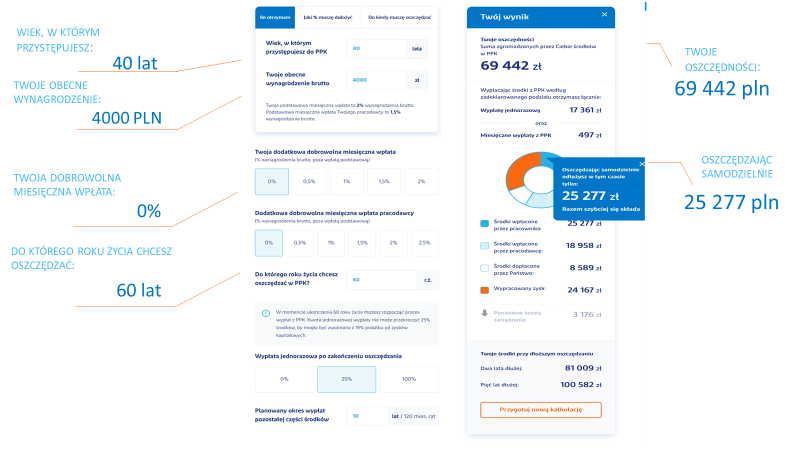 WIEK, W KTÓRYM
PRZYSTĘPUJESZ:
40 lat
TWOJE OBECNE
WYNAGRODZENIE:
4000 PLN
TWOJA DOBROWOLNA
MIESIĘCZNA WPŁATA:
0%
DO KTÓREGO ROKU ŻYCIA CHCESZ
OSZCZĘDZAĆ:
60 lat
Ile otrzymam
Jaki % muszę dołożyć
Do kiedy muszę oszczędzać
Wiek, w którym
przystępujesz do PPK
40
lata
Twoje obecne
wynagrodzenie brutto
4000
zł
Twoja podstawowa miesięczna wpłata to 2% wynagrodzenia brutto.
Podstawowa miesięczna wpłata Twojego pracodawcy to 1,5%
wynagrodzenia brutto.
Twoja dodatkowa dobrowolna miesięczna wpłata
(% wynagrodzenia brutto, poza wpłatą podstawową)
0%
0,5%
1%
1,5%
2%
Dodatkowa dobrowolna miesięczna wpłata pracodawcy
(% wynagrodzenia brutto, poza wpłatą podstawową)
0%
0,5%
1%
1,5%
2%
2,5%
Do którego roku życia chcesz
oszczędzać w PPK?
60
r.ż.
W momencie ukończenia 60 roku życia możesz rozpocząć proces
wypłat z PPK. Kwota jednorazowej wypłaty nie może przekroczyć 25%
środków, by mogła być zwolniona z 19% podatku od zysków
kapitałowych.
Wypłata jednorazowa po zakończeniu oszczędzania
0%
25%
100%
Planowany okres wypłat
pozostałej części środków
10
lat / 120 mies. rat
Twój wynik
Twoje oszczędności
Suma zgromadzonych przez Ciebie środków
w PPK
69 442 zł
Wypłacając środki z PPK według
zadeklarowanego podziału otrzymasz łącznie:
Wypłatę jednorazową
17 361 zł
oraz
Miesięczne wypłaty z PPK
497 zł
Oszczędzając samodzielnie
odłożysz w tym czasie
tylko:
25 277 zł
Razem szybciej się składa
Środki wpłacone
przez pracownika:
25 277 zł
Środki wpłacone
przez pracodawcę:
18 958 zł
Środki dopłacone
przez Państwo:
8 589 zł
Wypracowany zysk:
24 167 zł
Poniesione koszty
zarządzania:
3 176 zł
Twoje środki przy dłuższym oszczędzaniu
Dwa lata dłużej:
81 009 zł
Pięć lat dłużej:
100 582 zł
Przygotuj nową kalkulację
TWOJE
OSZCZĘDNOŚCI:
69 442 pln
OSZCZĘDZAJĄC
SAMODZIELNIE
25 277 pln